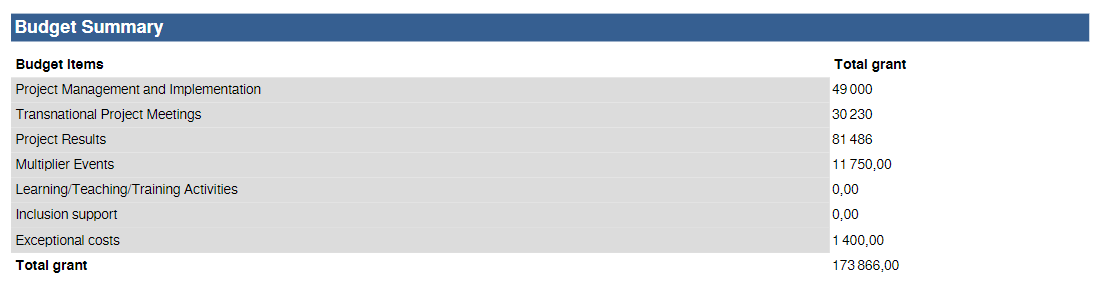 Budget Summary
Budget Items Total grant
Project Management and Implementation 49 000
Transnational Project Meetings 30 230
Project Results 81 486
Multiplier Events 11 750,00
Learning/Teaching/Training Activities 0,00
Inclusion support 0,00
Exceptional costs 1 400,00
Total grant 173 866,00